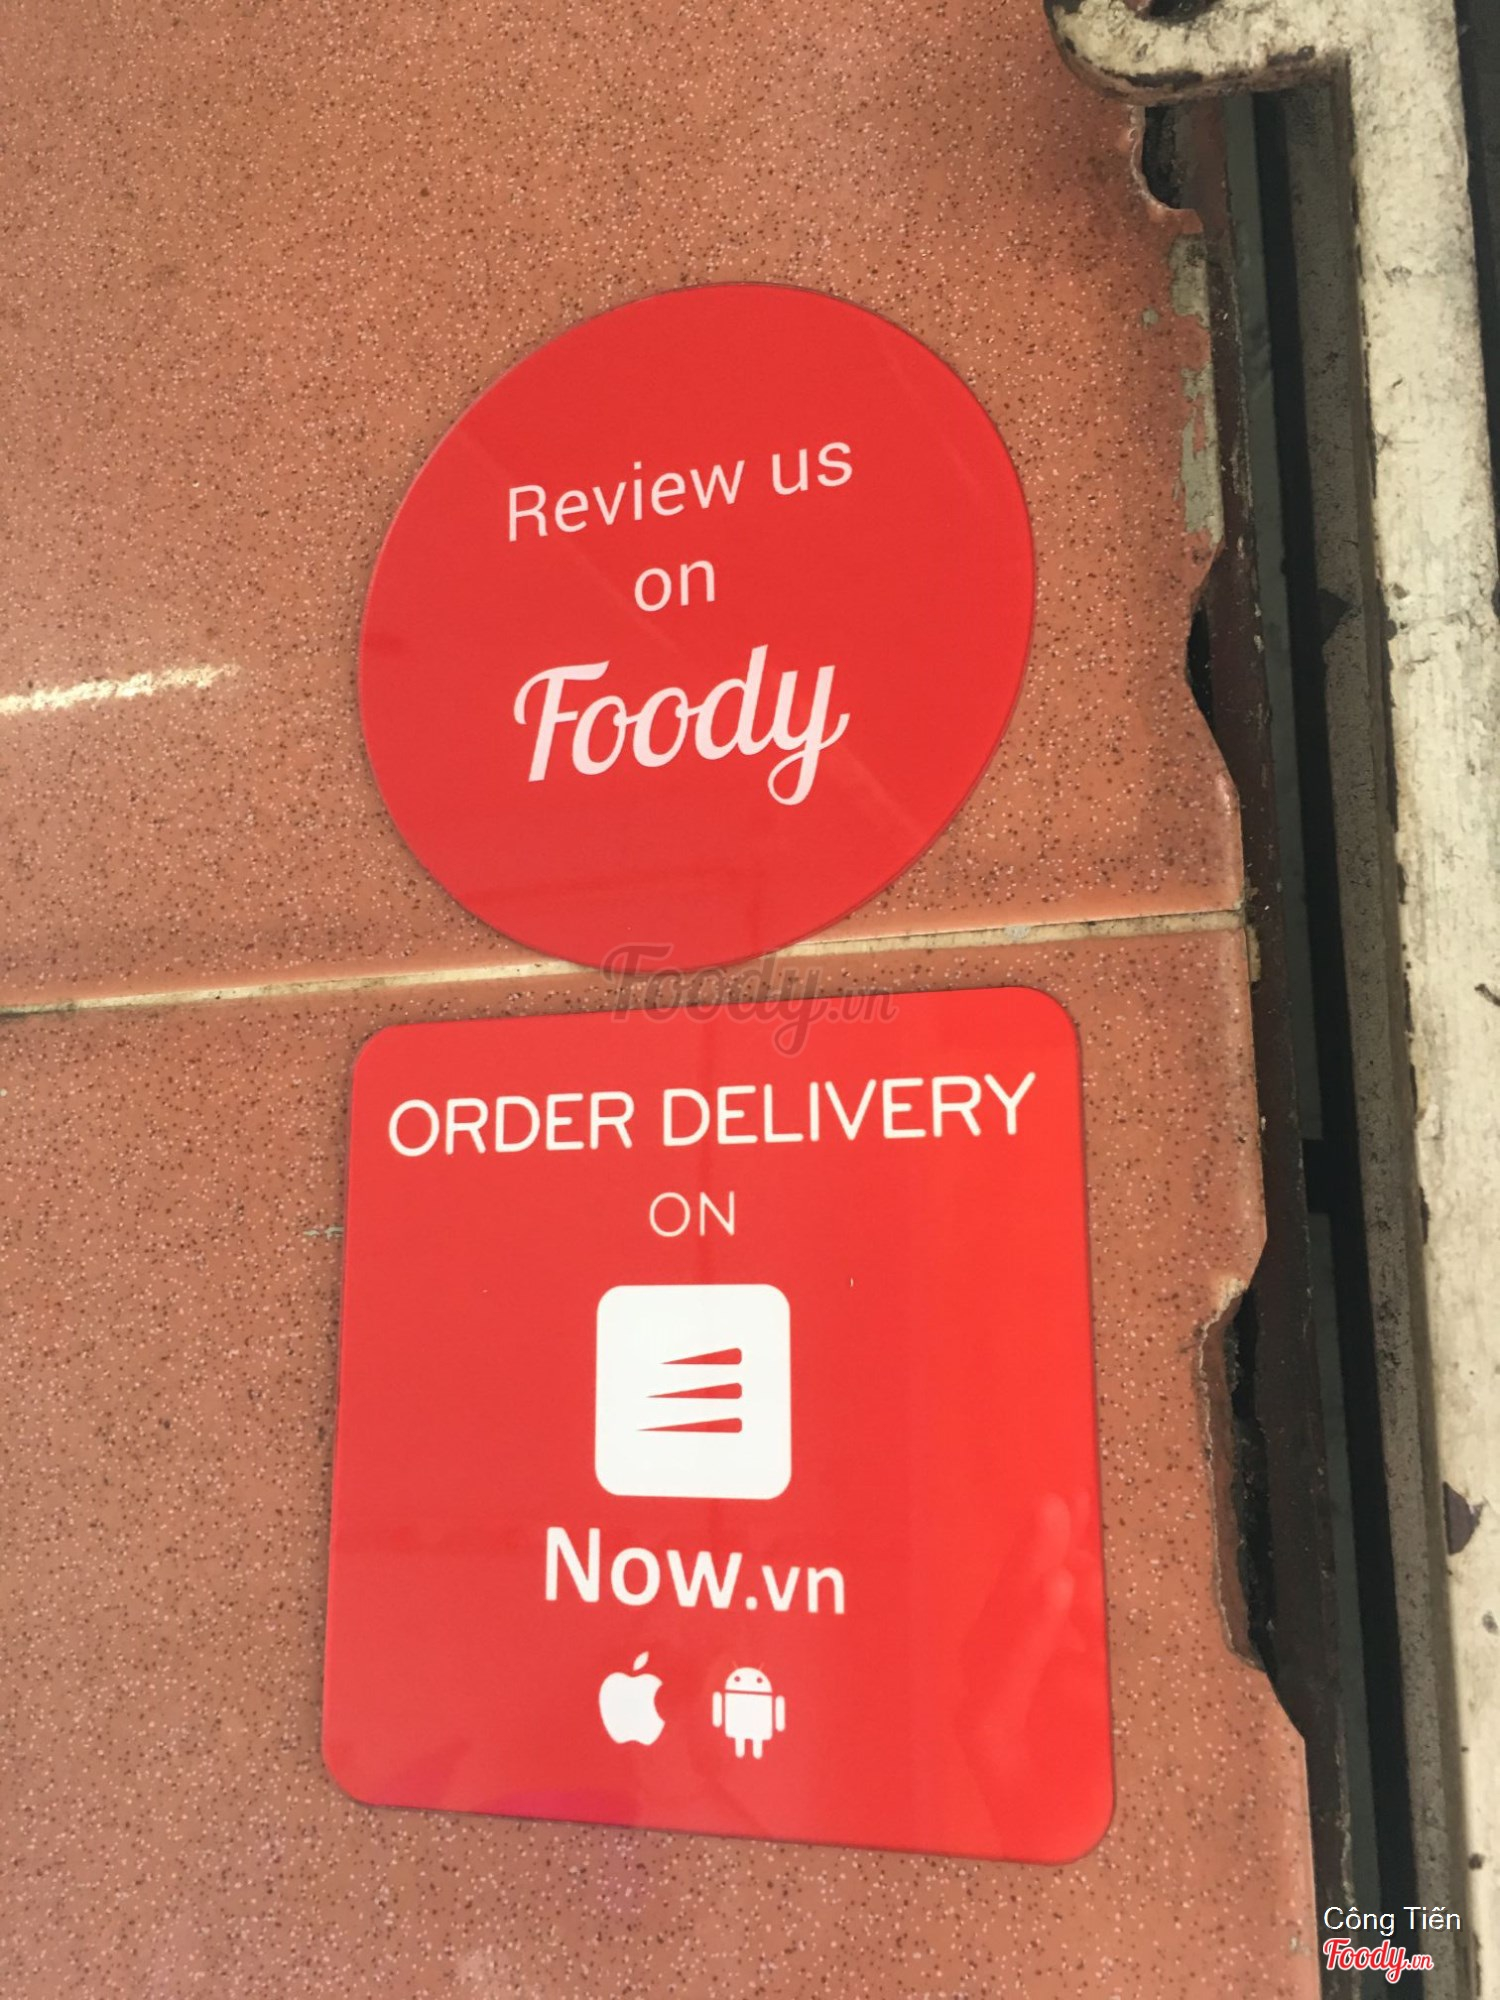 Review us
on
Foody
Foody.vn
ORDER DELIVERY
ON
Now.vn
Công Tiến
Foody.vn